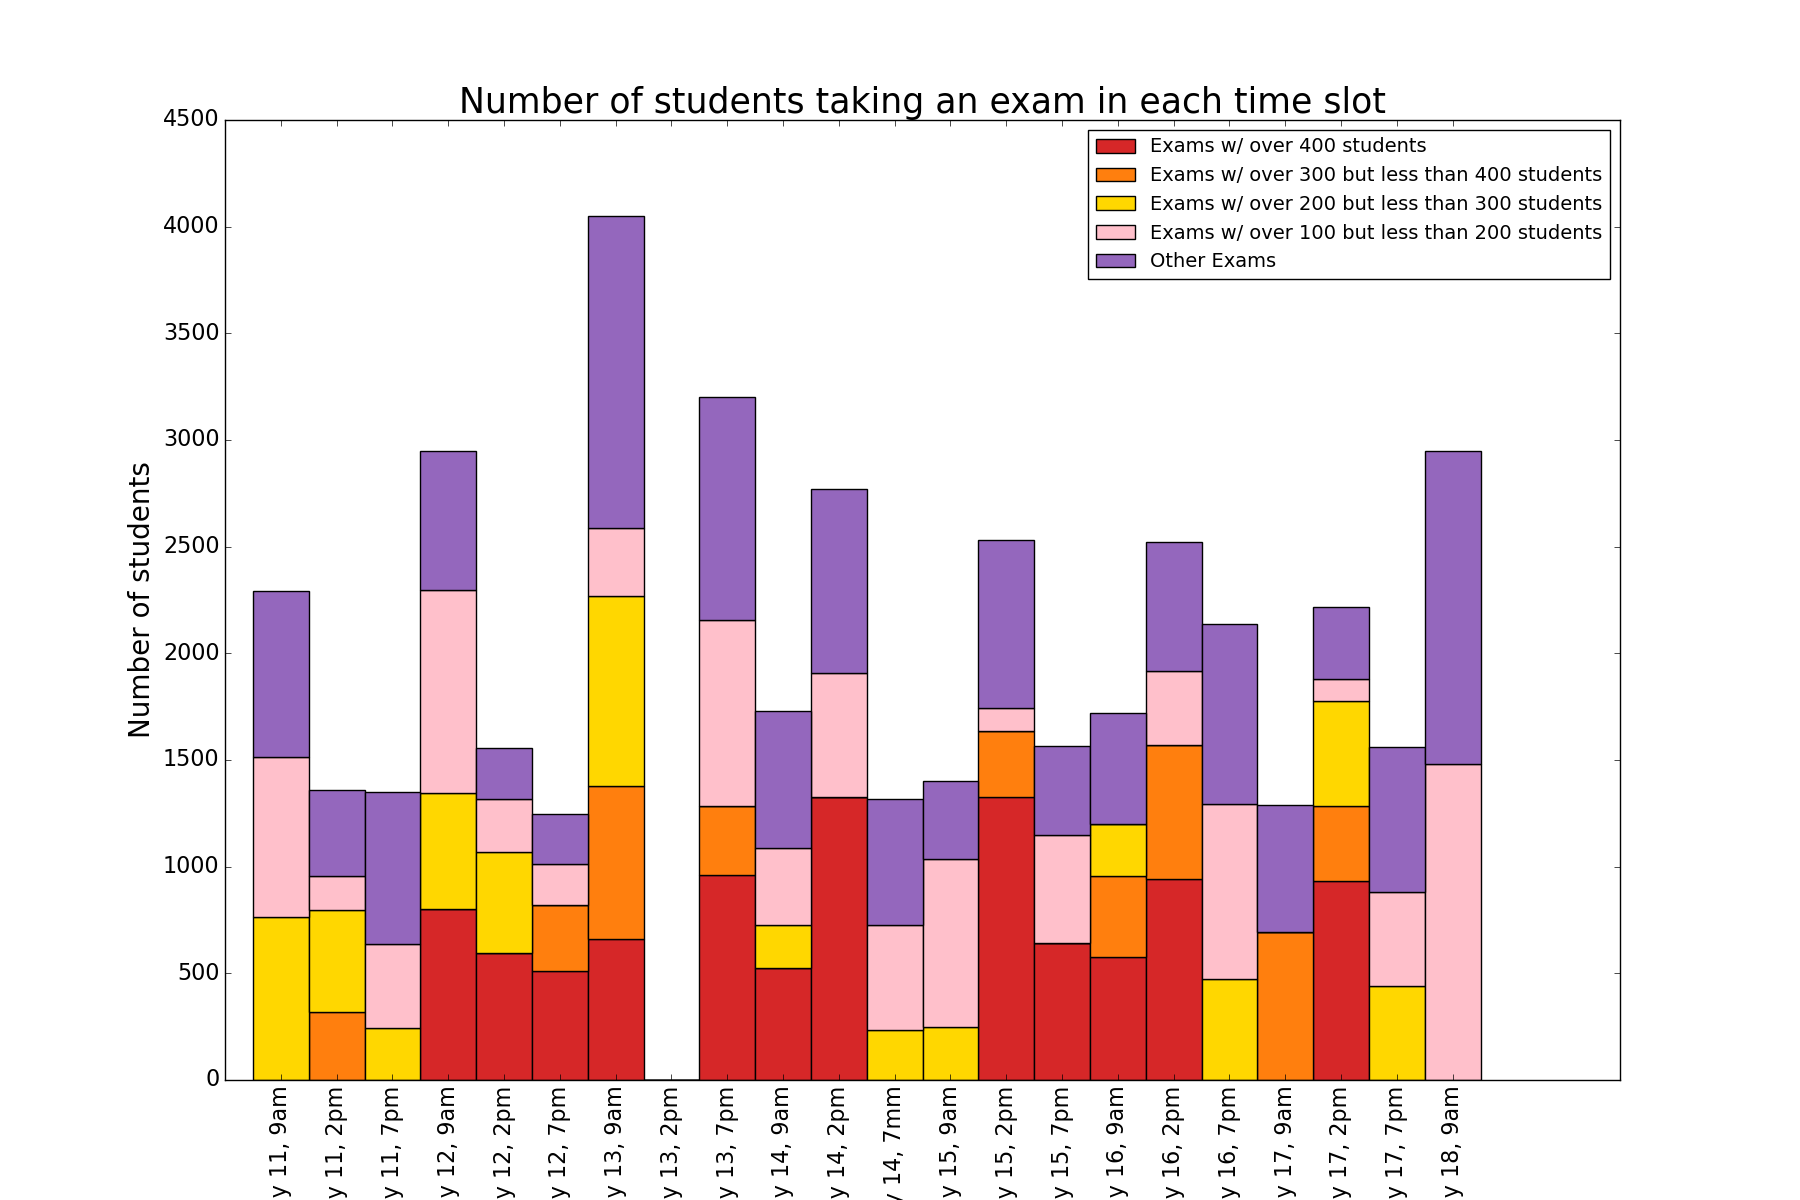 Number of students taking an exam in each time slot
4500
4000
3500
3000
2500
2000
1500
1000
500
0
Number of students
Exams w/ over 400 students
Exams w/ over 300 but less than 400 students
Exams w/ over 200 but less than 300 students
Exams w/ over 100 but less than 200 students
Other Exams
y 11, 9am
y 11, 2pm
y 11, 7pm
y 12, 9am
y 12, 2pm
y 12, 7pm
y 13, 9am
y 13, 2pm
y 13, 7pm
y 14, 9am
y 14, 2pm
y 14, 7mm
y 15, 9am
y 15, 2pm
y 15, 7pm
y 16, 9am
y 16, 2pm
y 16, 7pm
y 17, 9am
y 17, 2pm
y 17, 7pm
y 18, 9am